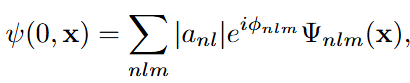 ψ(0, x) = ∑_{nlm} |a_{nl}|e^{iϕ_{nlm}} Ψ_{nlm}(x),